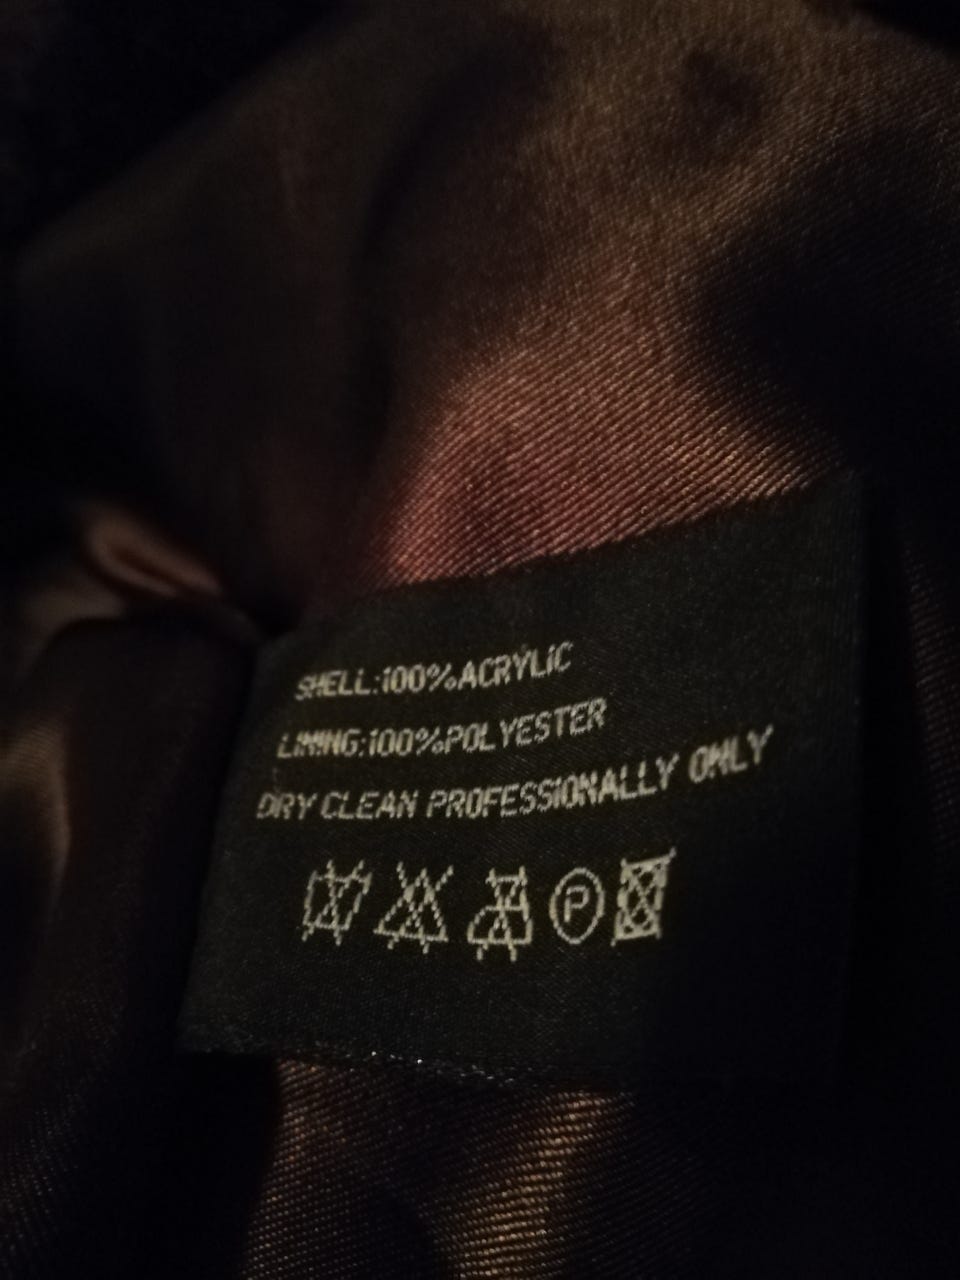 SHELL:100%ACRYLIC
LINING:100%POLYESTER
DRY CLEAN PROFESSIONALLY ONLY
P